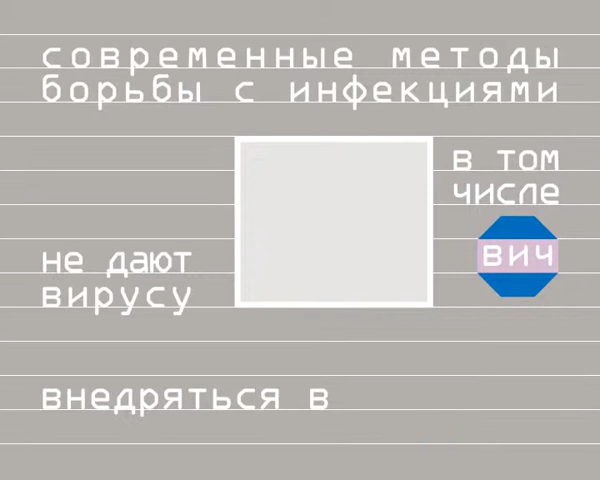 современные методы
борьбы с инфекциями
в том
числе
вич
не дают
вирусу
внедряться в